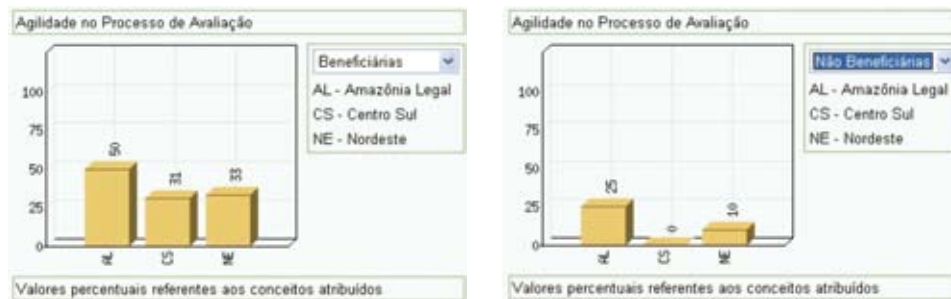 Agilidade no Processo de Avaliação
Beneficiárias
AL - Amazônia Legal
CS - Centro Sul
NE - Nordeste
100
75
50
25
0
50
31
33
AL
CS
NE
Valores percentuais referentes aos conceitos atribuídos
Agilidade no Processo de Avaliação
Não Beneficiárias
AL - Amazônia Legal
CS - Centro Sul
NE - Nordeste
100
75
50
25
0
25
0
10
AL
CS
NE
Valores percentuais referentes aos conceitos atribuídos